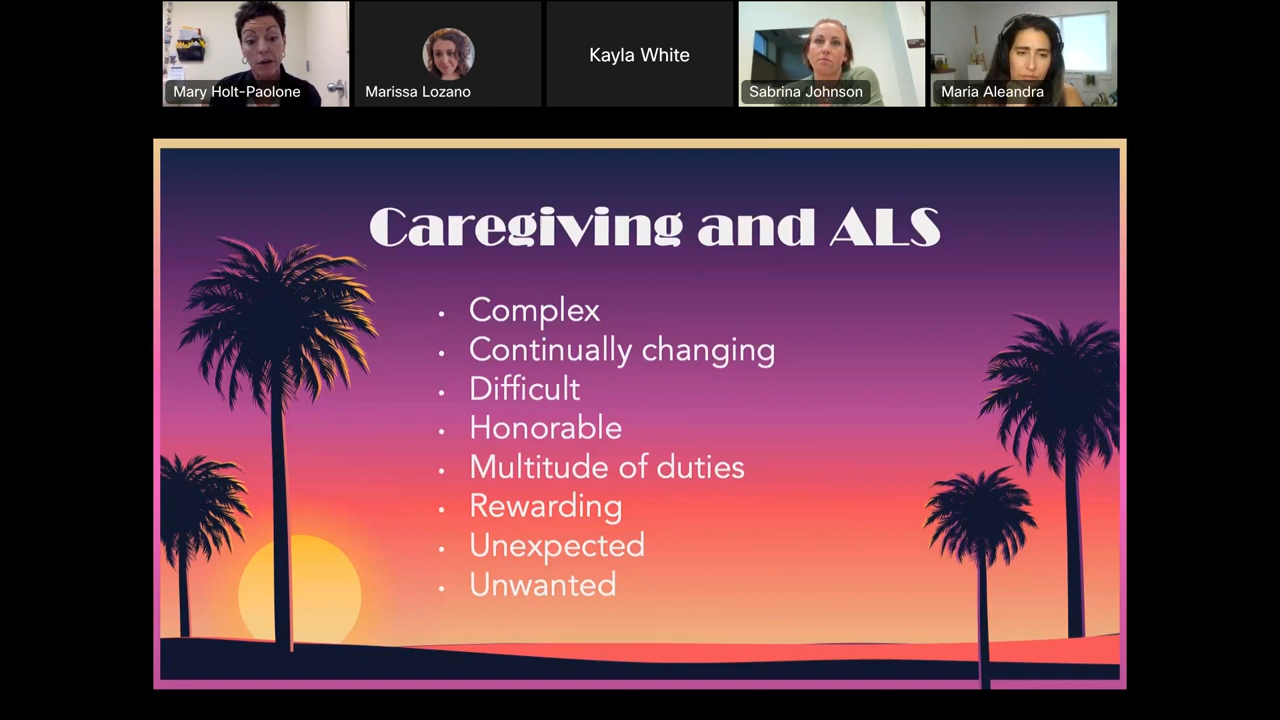 Mary Holt-Paolone
Marissa Lozano
Kayla White
Sabrina Johnson
Maria Aleandra
Caregiving and ALS
• Complex
• Continually changing
• Difficult
• Honorable
• Multitude of duties
• Rewarding
• Unexpected
• Unwanted